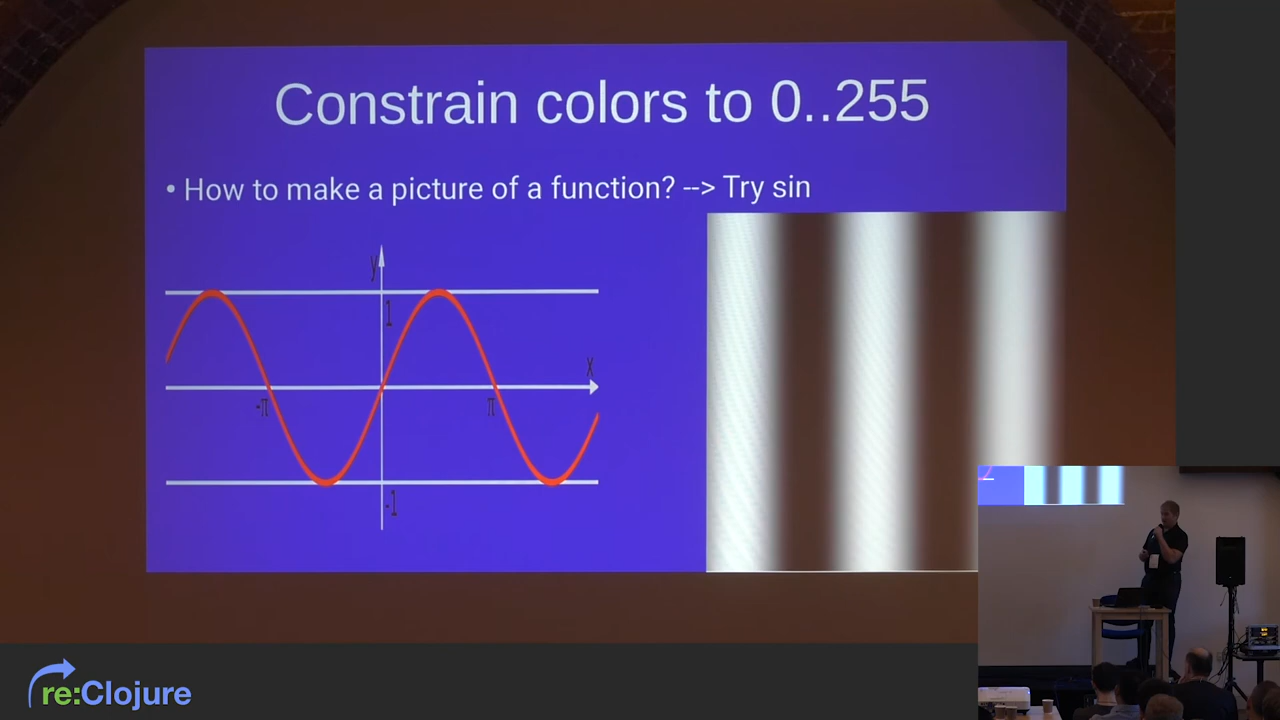 Constrain colors to 0..255
• How to make a picture of a function? --> Try sin
y
1
x
-π
π
-1
re:Clojure